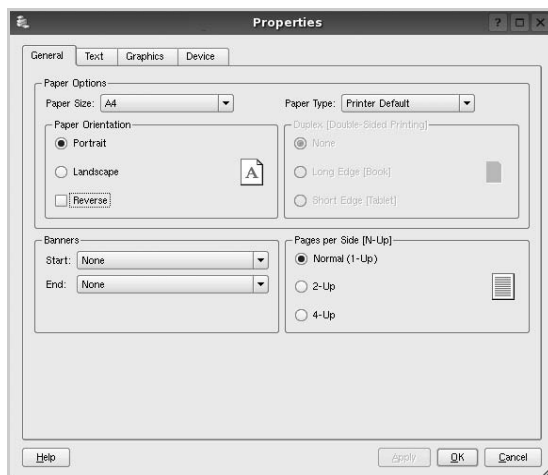 Properties
General Text Graphics Device
Paper Options
Paper Size: A4 Paper Type: Printer Default
Paper Orientation
Portrait
Landscape
A
Reverse
Duplex [Double-Sided Printing]
None
Long Edge [Book]
Short Edge [Tablet]
Banners
Start: None
End: None
Pages per Side [N-Up]
Normal (1-Up)
2-Up
4-Up
Help Apply OK Cancel